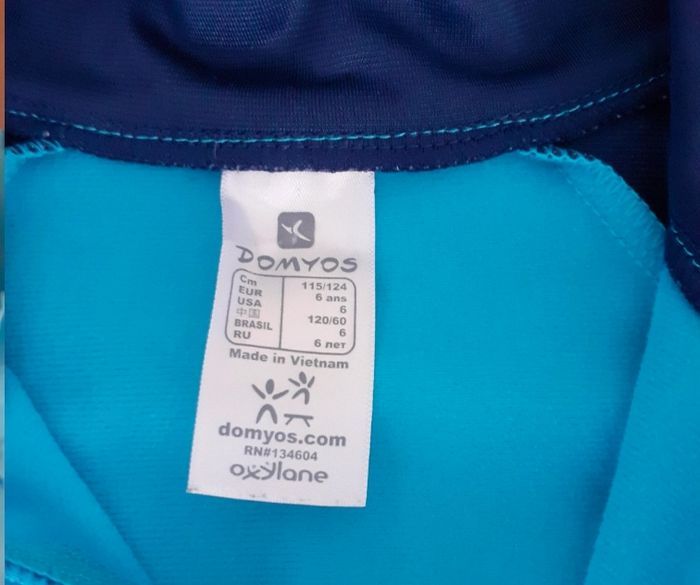 DOMYOS
Cm 115/124
EUR 6 ans
USA 6
中国 120/60
BRASIL 6
RU 6 лет
Made in Vietnam
domyos.com
RN#134604
oxylane